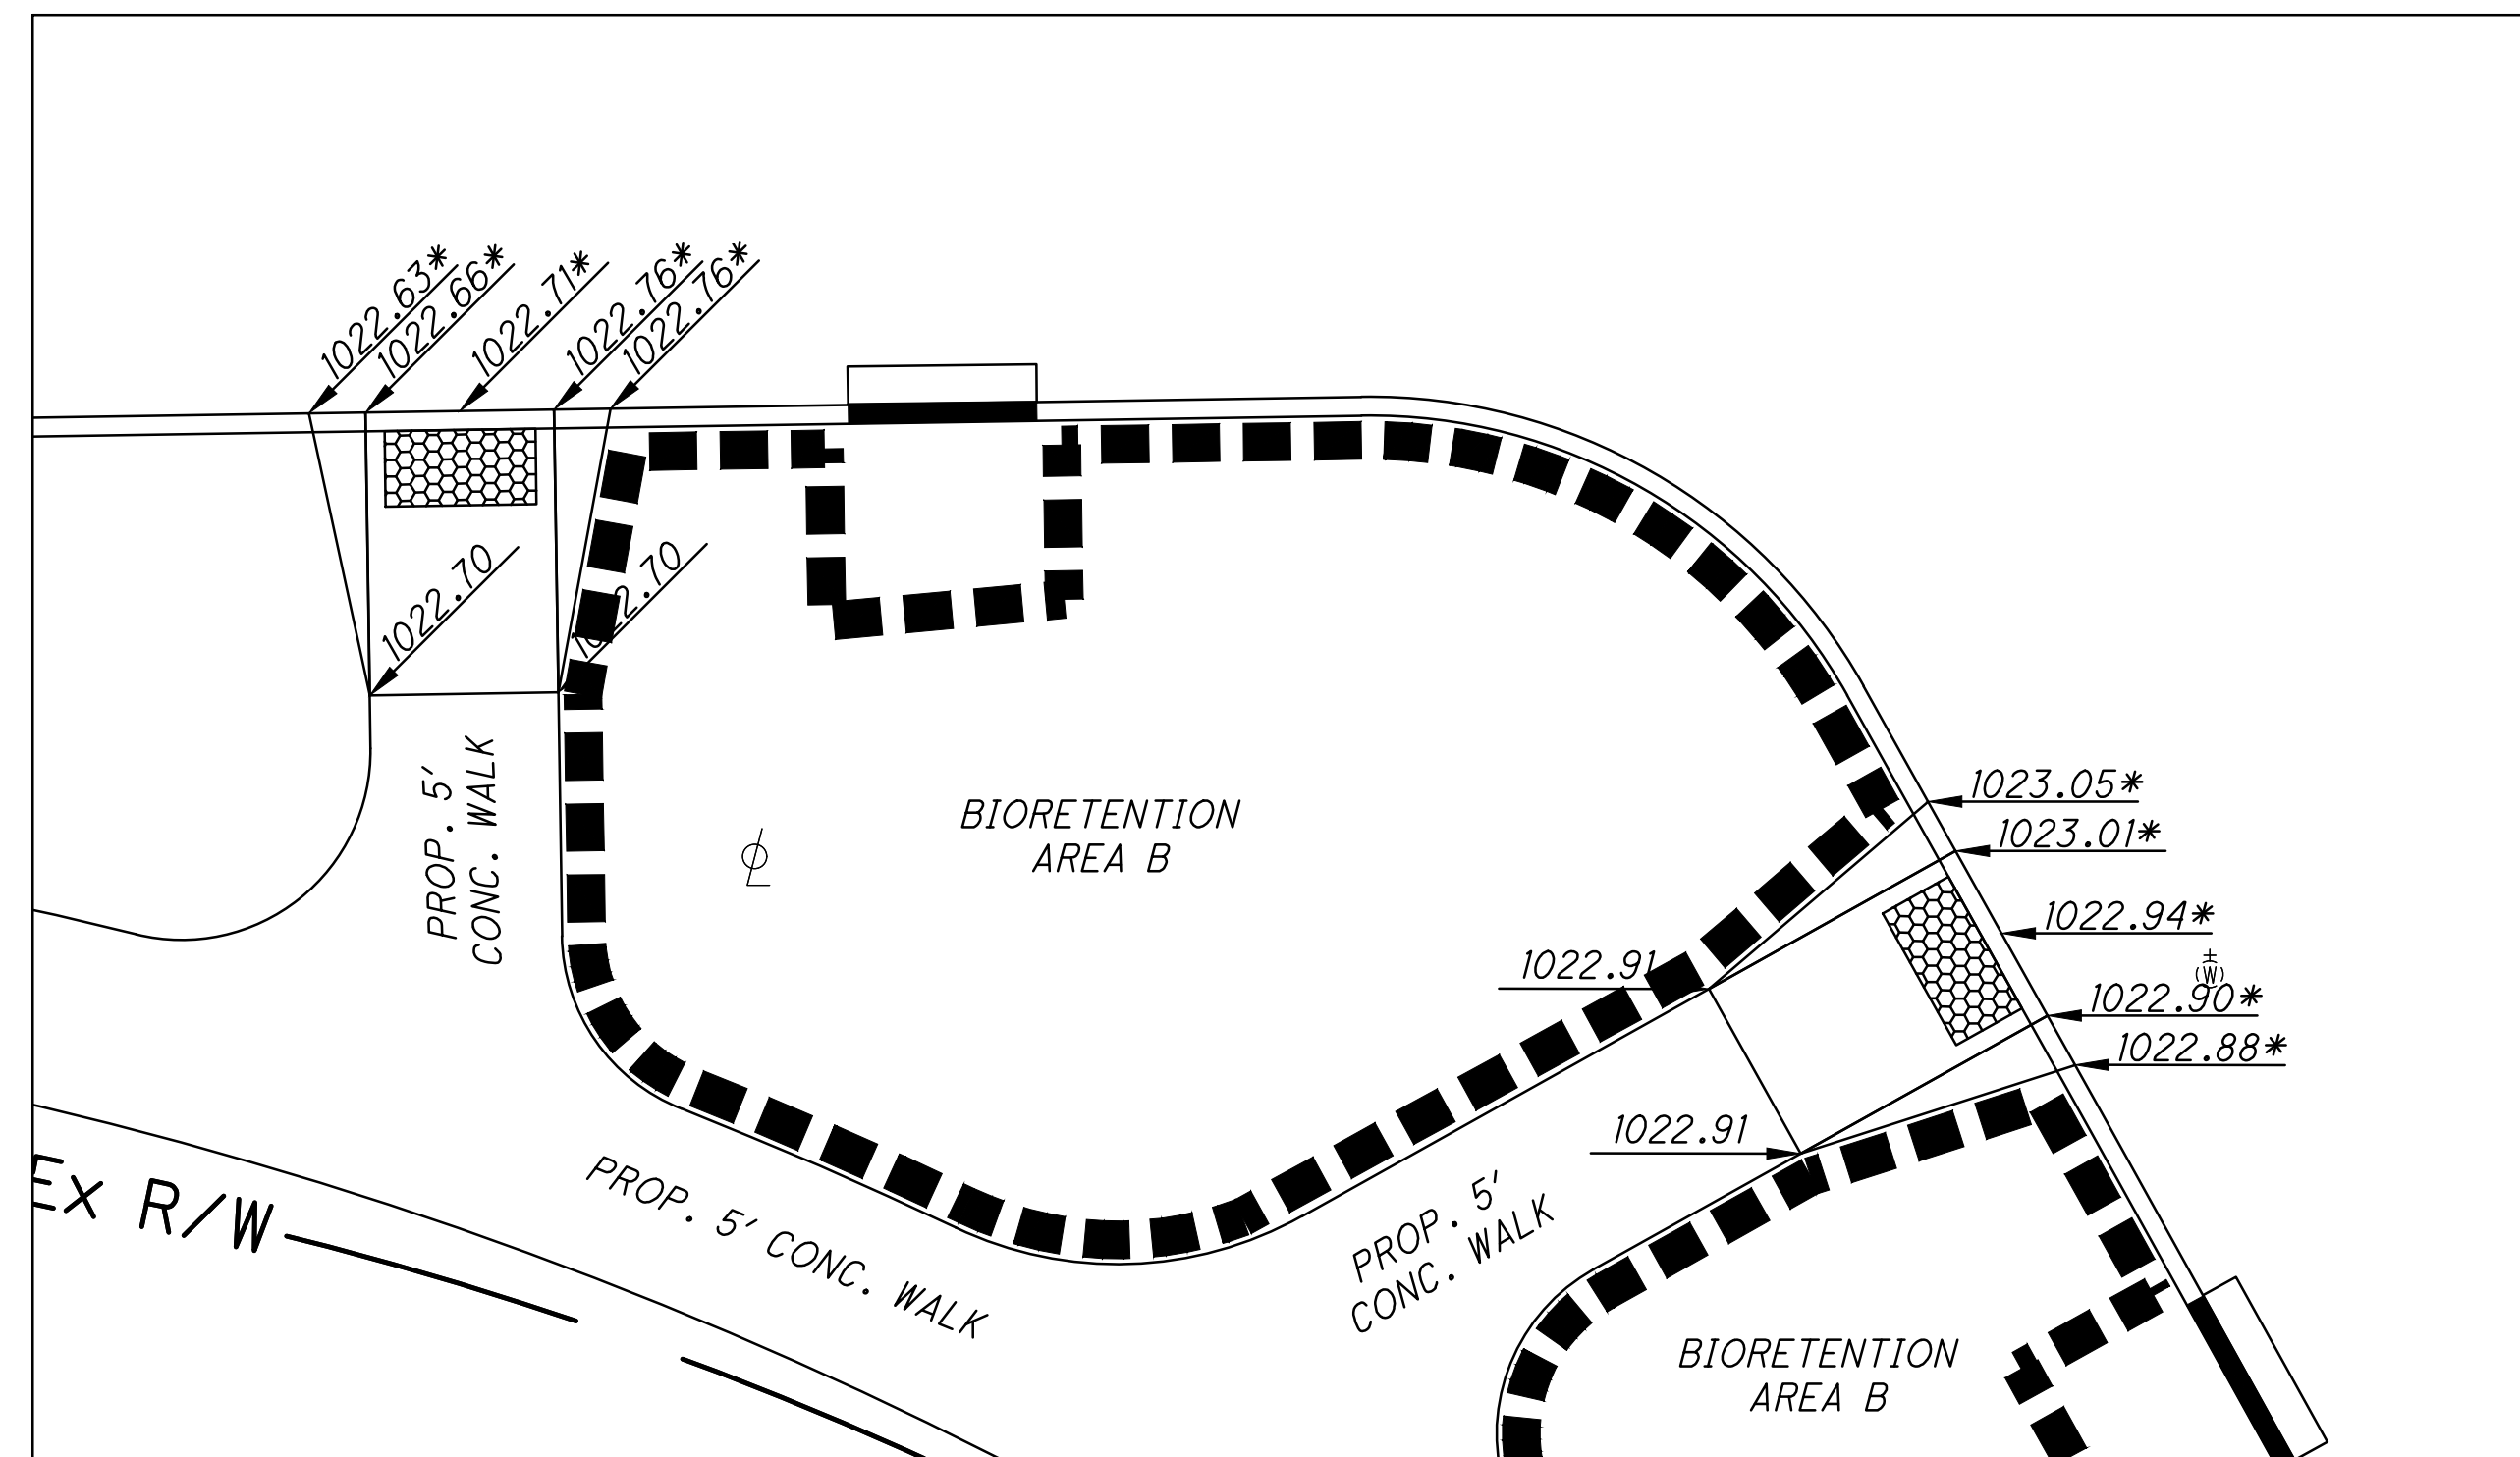 1022.63*
1022.66*
1022.71*
1022.76*
1022.76*
1022.70
PROP. 5'
CONC. WALK
BIORETENTION
AREA B
1023.05*
1023.01*
1022.94*
(W)
1022.90*
1022.88*
1022.91
1022.91
EX R/W
PROP. 5' CONC. WALK
PROP. 5'
CONC. WALK
BIORETENTION
AREA B